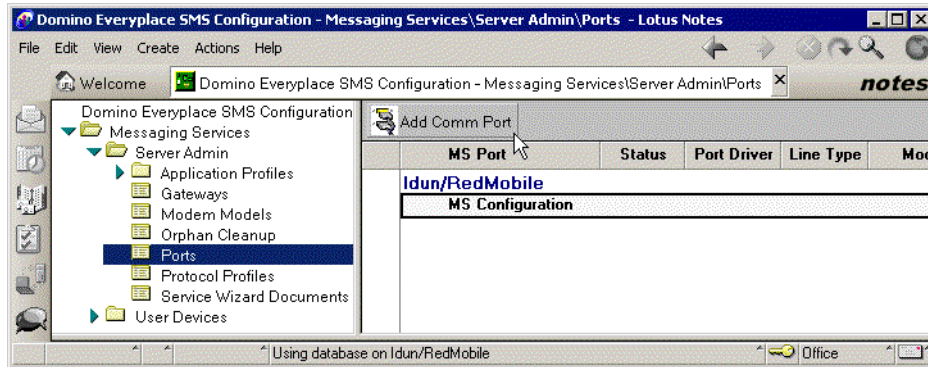 Domino Everyplace SMS Configuration - Messaging Services\Server Admin\Ports - Lotus Notes
File Edit View Create Actions Help
Welcome
Domino Everyplace SMS Configuration - Messaging Services\Server Admin\Ports
notes
Domino Everyplace SMS Configuration
Messaging Services
Server Admin
Application Profiles
Gateways
Modem Models
Orphan Cleanup
Ports
Protocol Profiles
Service Wizard Documents
User Devices
Add Comm Port
MS Port Status Port Driver Line Type Mod
Idun/RedMobile
MS Configuration
Using database on Idun/RedMobile
Office